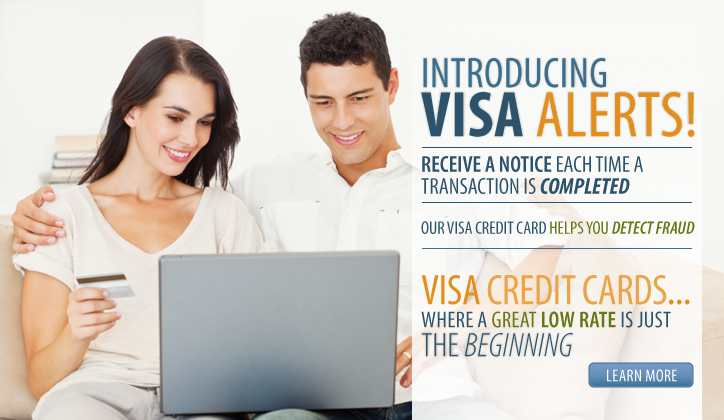 INTRODUCING
VISA ALERTS!
RECEIVE A NOTICE EACH TIME A
TRANSACTION IS COMPLETED
OUR VISA CREDIT CARD HELPS YOU DETECT FRAUD
VISA CREDIT CARDS...
WHERE A GREAT LOW RATE IS JUST
THE BEGINNING
LEARN MORE